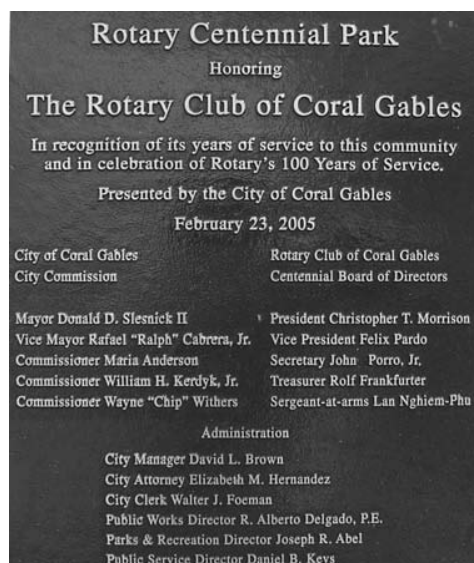 Rotary Centennial Park
Honoring
The Rotary Club of Coral Gables
In recognition of its years of service to this community
and in celebration of Rotary's 100 Years of Service.
Presented by the City of Coral Gables
February 23, 2005
City of Coral Gables
City Commission
Mayor Donald D. Slesnick II
Vice Mayor Rafael "Ralph" Cabrera, Jr.
Commissioner Maria Anderson
Commissioner William H. Kerdyk, Jr.
Commissioner Wayne "Chip" Withers
Rotary Club of Coral Gables
Centennial Board of Directors
President Christopher T. Morrison
Vice President Felix Pardo
Secretary John Porro, Jr.
Treasurer Rolf Frankfurter
Sergeant-at-arms Lan Nghiem-Phu
Administration
City Manager David L. Brown
City Attorney Elizabeth M. Hernandez
City Clerk Walter J. Foeman
Public Works Director R. Alberto Delgado, P.E.
Parks & Recreation Director Joseph R. Abel
Public Service Director Daniel B. Keys